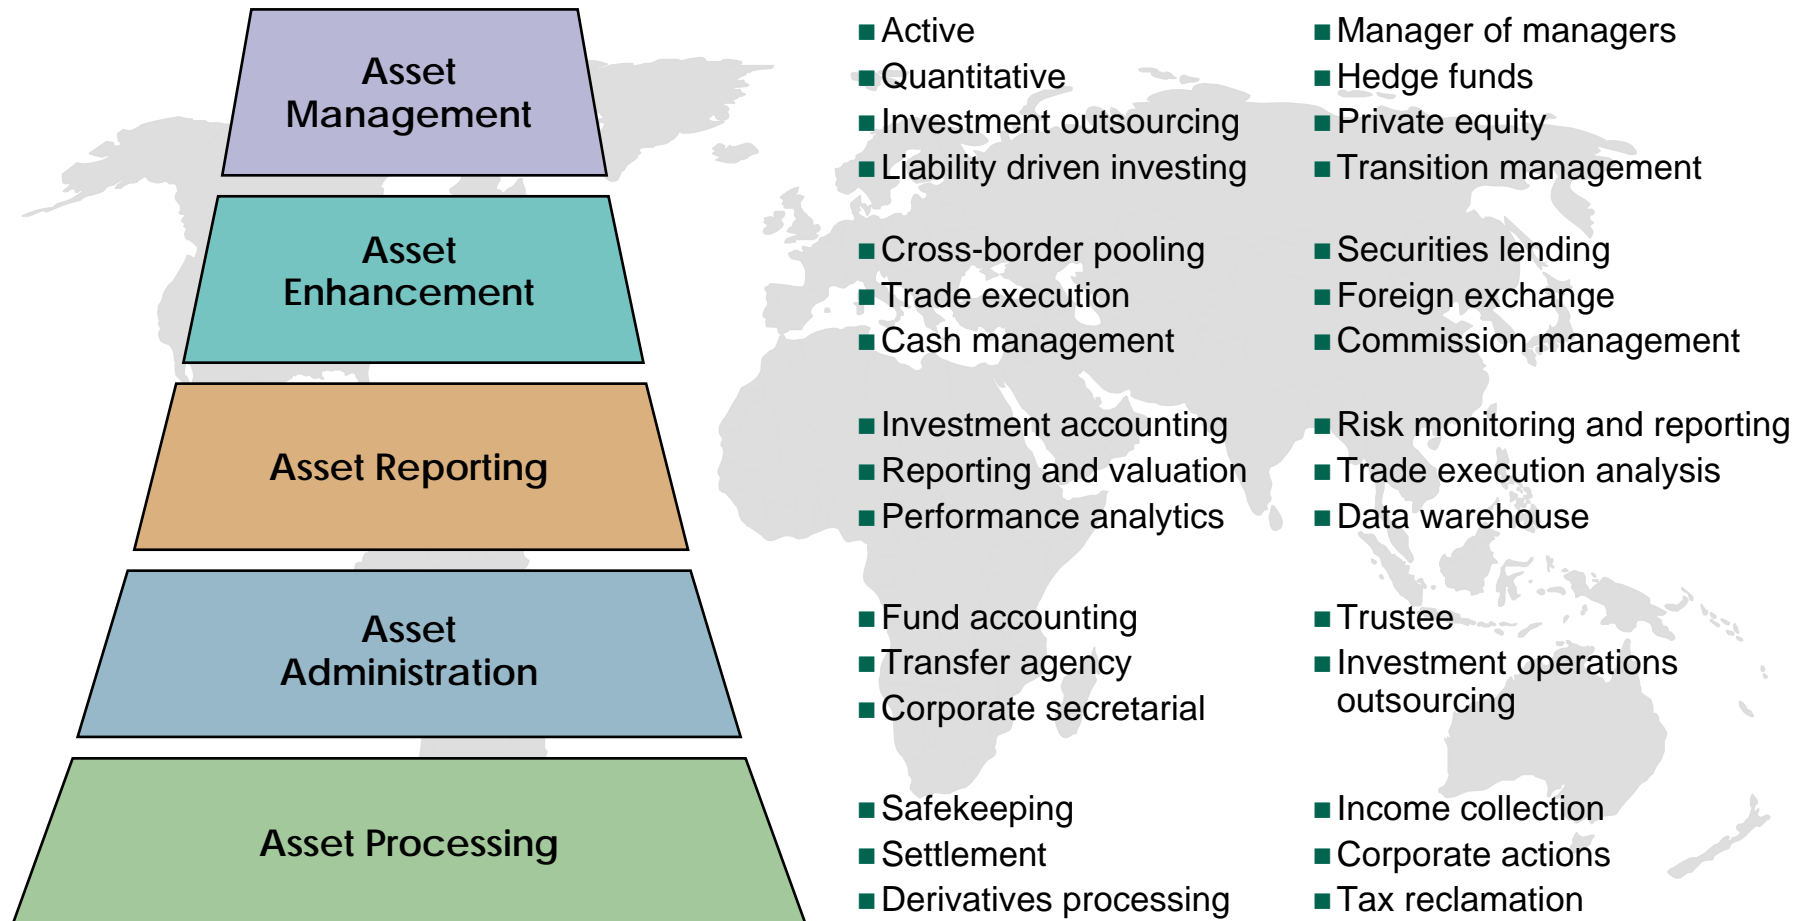 Asset
Management
■ Active
■ Quantitative
■ Investment outsourcing
■ Liability driven investing
■ Manager of managers
■ Hedge funds
■ Private equity
■ Transition management
Asset
Enhancement
■ Cross-border pooling
■ Trade execution
■ Cash management
■ Securities lending
■ Foreign exchange
■ Commission management
Asset Reporting
■ Investment accounting
■ Reporting and valuation
■ Performance analytics
■ Risk monitoring and reporting
■ Trade execution analysis
■ Data warehouse
Asset
Administration
■ Fund accounting
■ Transfer agency
■ Corporate secretarial
■ Trustee
■ Investment operations
outsourcing
Asset Processing
■ Safekeeping
■ Settlement
■ Derivatives processing
■ Income collection
■ Corporate actions
■ Tax reclamation